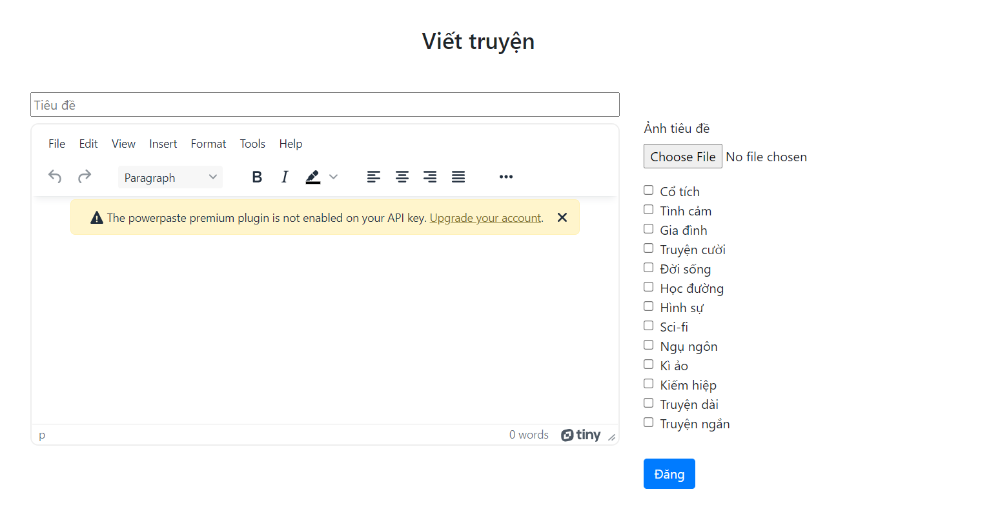 Viết truyện
Tiêu đề
File Edit View Insert Format Tools Help
Paragraph B I
The powerpaste premium plugin is not enabled on your API key. Upgrade your account.
p 0 words tiny
Ảnh tiêu đề
Choose File No file chosen
Cổ tích
Tình cảm
Gia đình
Truyện cười
Đời sống
Học đường
Hình sự
Sci-fi
Ngụ ngôn
Kì ảo
Kiếm hiệp
Truyện dài
Truyện ngắn
Đăng